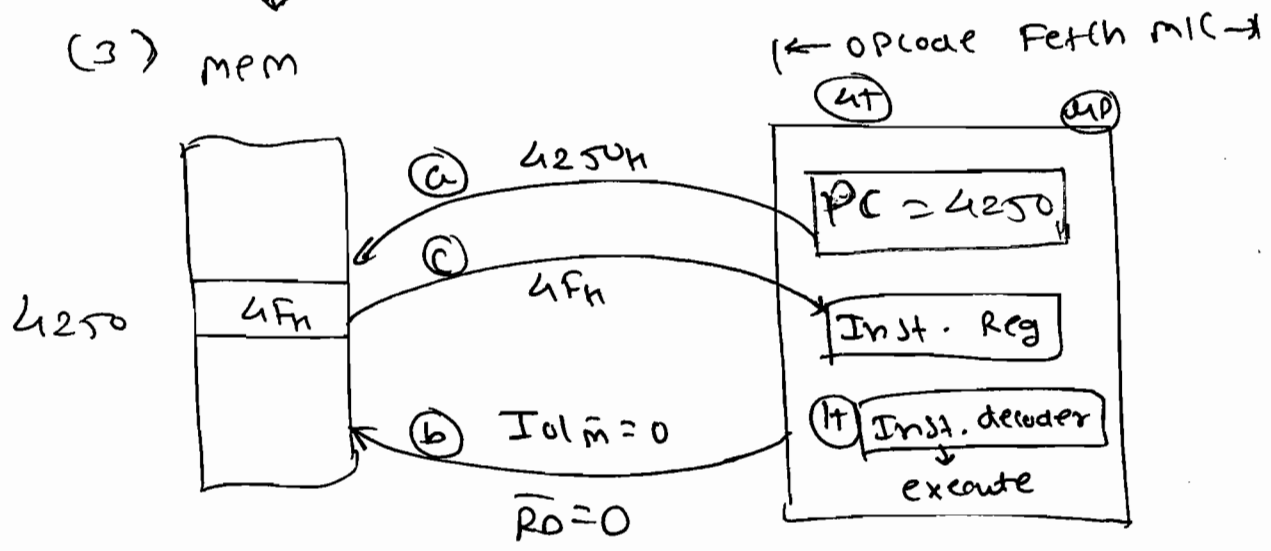 (3) mem
|← opcode Fetch M/C →|
4T
μP
(a) 4250H
PC = 4250H
(c)
4FH
4250
4FH
Inst. Reg
(b) IO/M̄ = 0
1T Inst. decoder
execute
R̄D̄ = 0